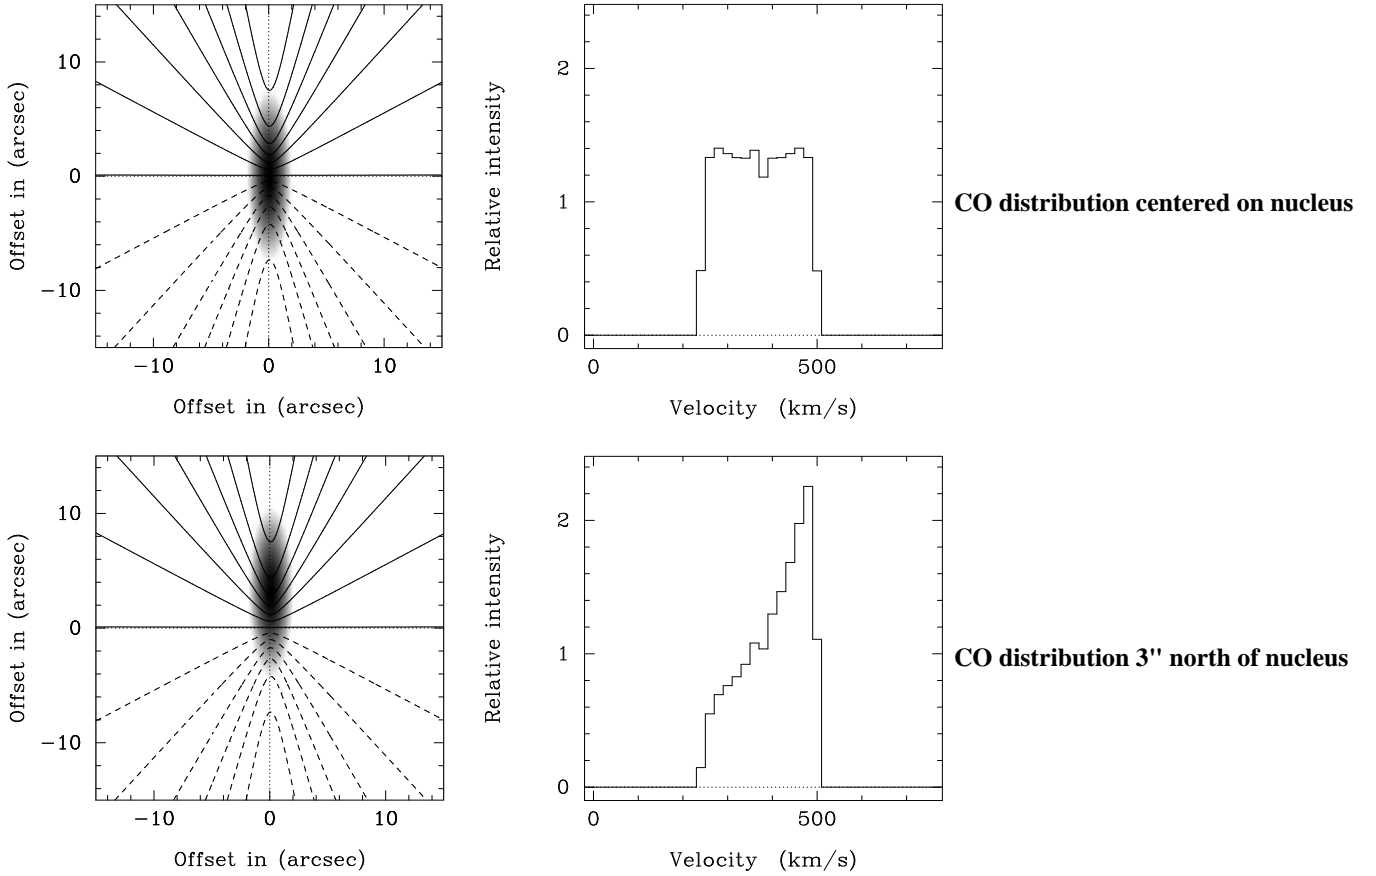 10
0
−10
Offset in (arcsec)
−10 0 10
Offset in (arcsec)
2
1
0
Relative intensity
0 500
Velocity (km/s)
CO distribution centered on nucleus
10
0
−10
Offset in (arcsec)
−10 0 10
Offset in (arcsec)
2
1
0
Relative intensity
0 500
Velocity (km/s)
CO distribution 3" north of nucleus